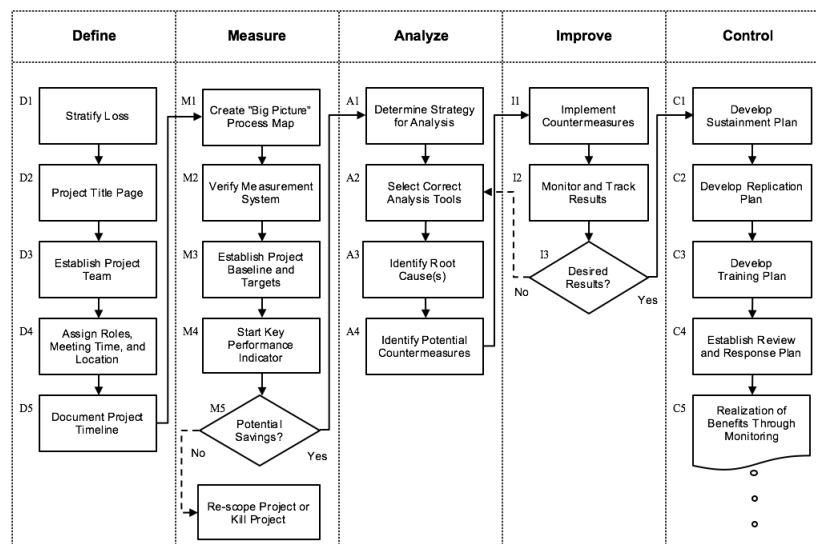 Define
Measure
Analyze
Improve
Control
D1
Stratify Loss
D2
Project Title Page
D3
Establish Project
Team
D4
Assign Roles,
Meeting Time, and
Location
D5
Document Project
Timeline
M1
Create "Big Picture"
Process Map
M2
Verify Measurement
System
M3
Establish Project
Baseline and
Targets
M4
Start Key
Performance
Indicator
M5
Potential
Savings?
No
Yes
Re-scope Project or
Kill Project
A1
Determine Strategy
for Analysis
A2
Select Correct
Analysis Tools
A3
Identify Root
Cause(s)
A4
Identify Potential
Countermeasures
I1
Implement
Countermeasures
I2
Monitor and Track
Results
I3
Desired
Results?
No
Yes
C1
Develop
Sustainment Plan
C2
Develop Replication
Plan
C3
Develop
Training Plan
C4
Establish Review
and Response Plan
C5
Realization of
Benefits Through
Monitoring